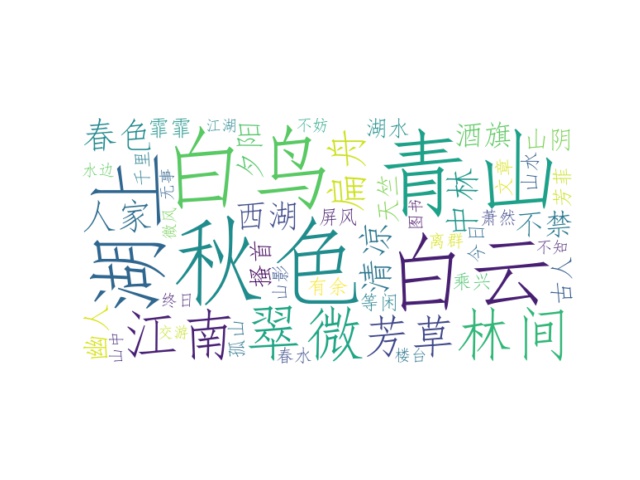 春色
霏霏
江湖
不妨
湖水
酒旗
山阴
水边
千里
无事
白鸟
夕阳
扁舟
青山
文章
山水
芳菲
人家
湖上
微风
西湖
屏风
天竺
图书
中林
萧然
不禁
秋色
搔首
山影
有余
清凉
白云
离群
今日
不知
古人
终日
等闲
乘兴
幽人
山中
江南
交游
孤山
翠微
春水
芳草
楼台
林间